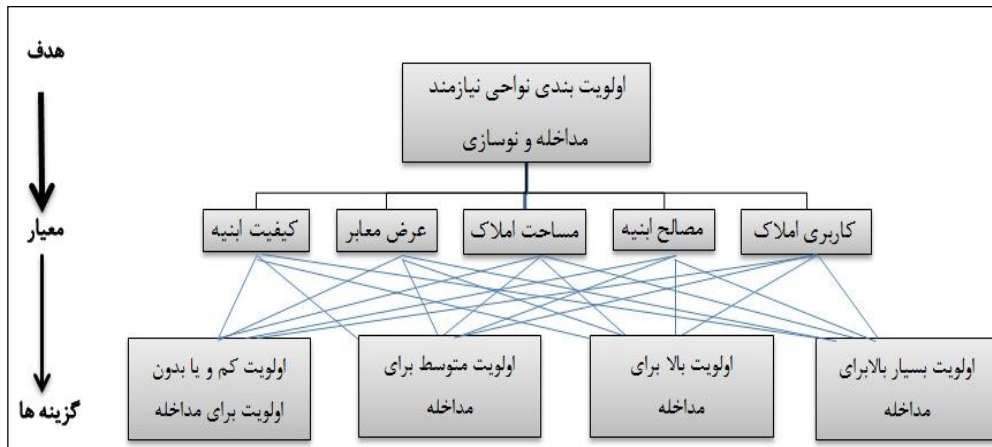 هدف
اولویت بندی نواحی نیازمند
مداخله و نوسازی
معیار
کاربری املاک
مصالح ابنیه
مساحت املاک
عرض معابر
کیفیت ابنیه
گزینه ها
اولویت بسیار بالابرای
مداخله
اولویت بالا برای
مداخله
اولویت متوسط برای
مداخله
اولویت کم و یا بدون
اولویت برای مداخله